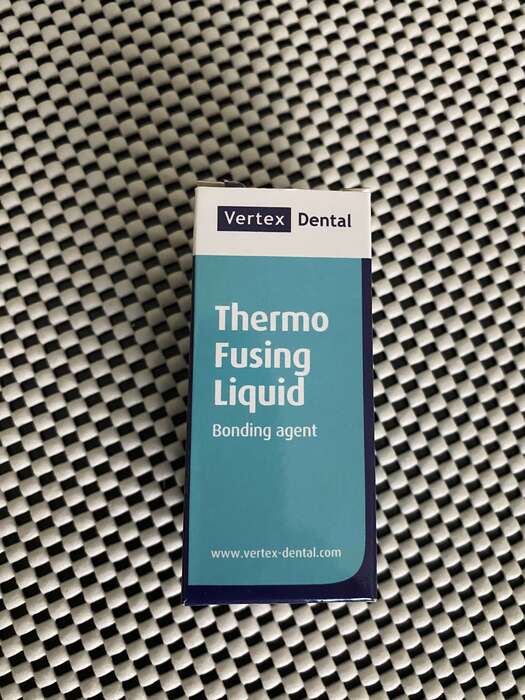 Vertex Dental
Thermo
Fusing
Liquid
Bonding agent
www.vertex-dental.com